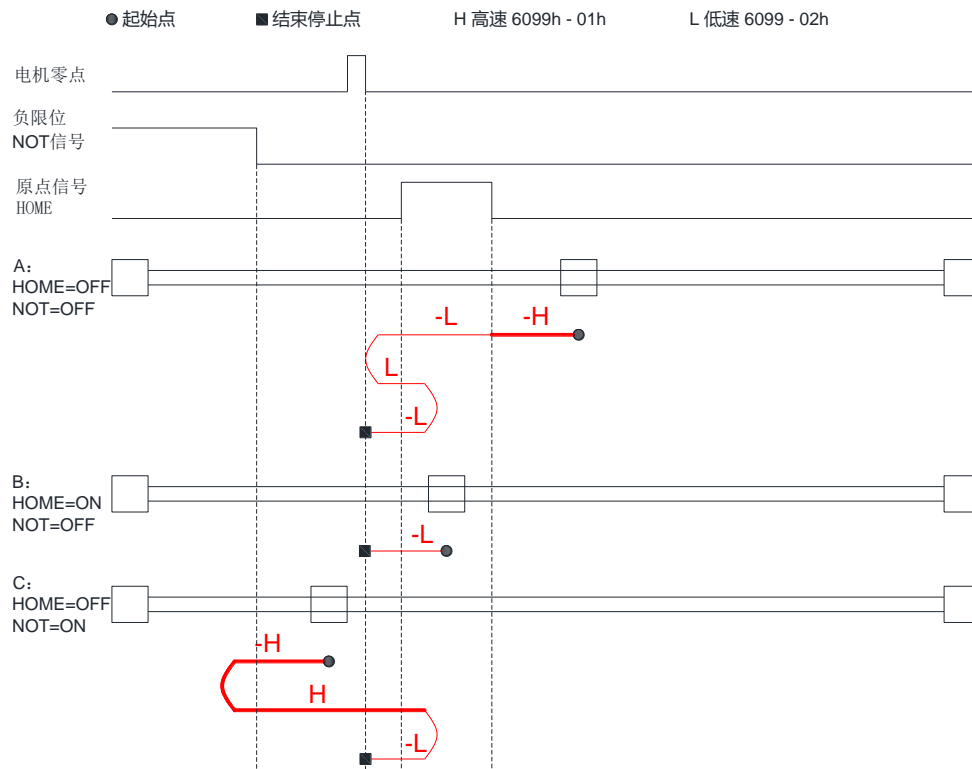 起始点 结束停止点 H 高速 6099h - 01h L 低速 6099 - 02h
电机零点
负限位
NOT信号
原点信号
HOME
A:
HOME=OFF
NOT=OFF
-L -H
L
-L
B:
HOME=ON
NOT=OFF
-L
C:
HOME=OFF
NOT=ON
-H
H
-L